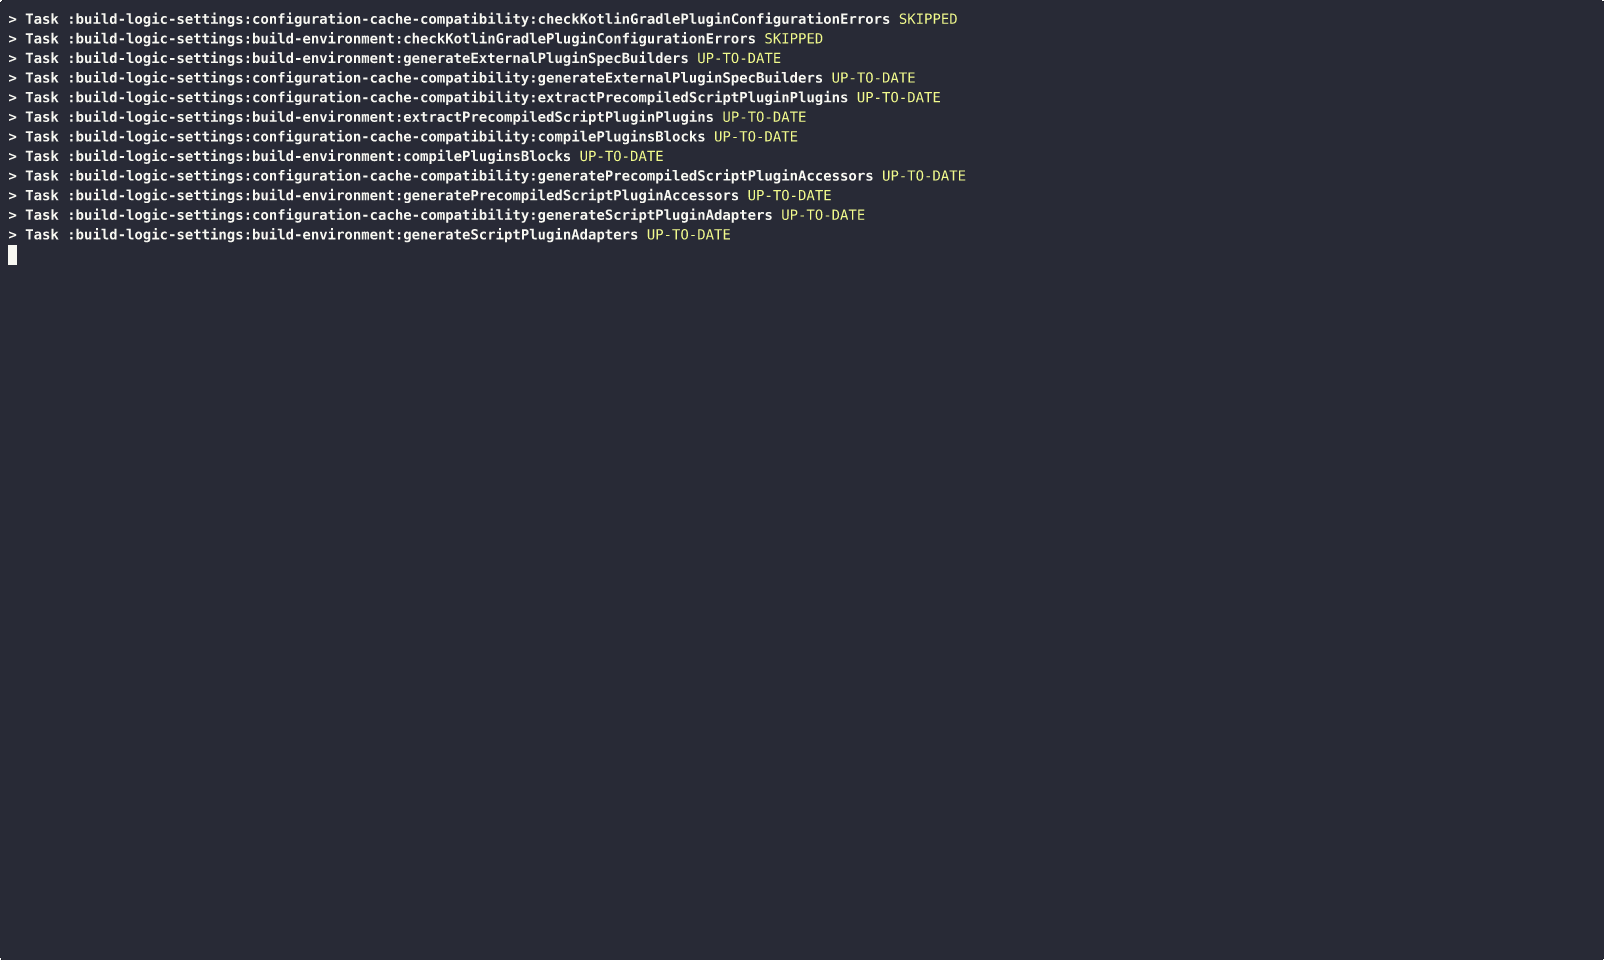 > Task :build-logic-settings:configuration-cache-compatibility:checkKotlinGradlePluginConfigurationErrors SKIPPED
> Task :build-logic-settings:build-environment:checkKotlinGradlePluginConfigurationErrors SKIPPED
> Task :build-logic-settings:build-environment:generateExternalPluginSpecBuilders UP-TO-DATE
> Task :build-logic-settings:configuration-cache-compatibility:generateExternalPluginSpecBuilders UP-TO-DATE
> Task :build-logic-settings:configuration-cache-compatibility:extractPrecompiledScriptPluginPlugins UP-TO-DATE
> Task :build-logic-settings:build-environment:extractPrecompiledScriptPluginPlugins UP-TO-DATE
> Task :build-logic-settings:configuration-cache-compatibility:compilePluginsBlocks UP-TO-DATE
> Task :build-logic-settings:build-environment:compilePluginsBlocks UP-TO-DATE
> Task :build-logic-settings:configuration-cache-compatibility:generatePrecompiledScriptPluginAccessors UP-TO-DATE
> Task :build-logic-settings:build-environment:generatePrecompiledScriptPluginAccessors UP-TO-DATE
> Task :build-logic-settings:configuration-cache-compatibility:generateScriptPluginAdapters UP-TO-DATE
> Task :build-logic-settings:build-environment:generateScriptPluginAdapters UP-TO-DATE